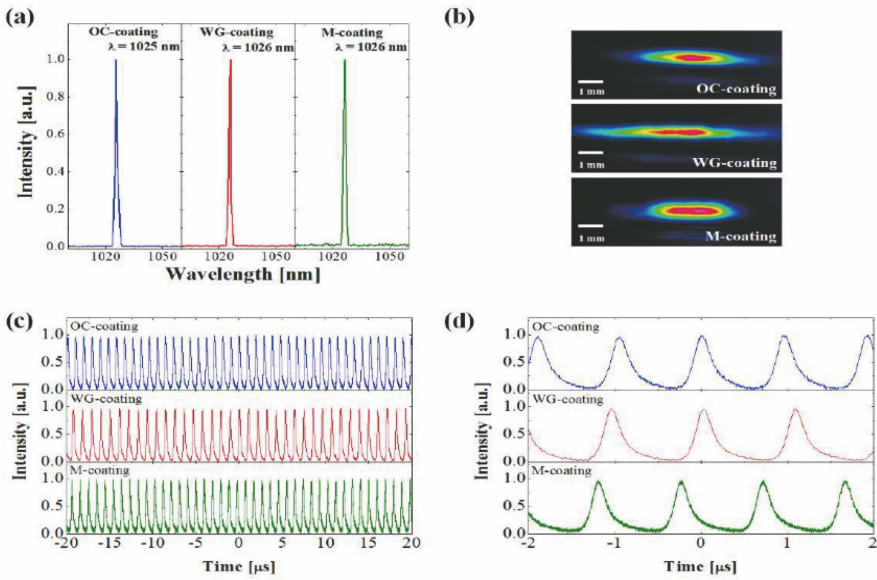 (a)
OC-coating
λ = 1025 nm
WG-coating
λ = 1026 nm
M-coating
λ = 1026 nm
Intensity [a.u.]
1.0
0.8
0.6
0.4
0.2
0.0
1020 1050 1020 1050 1020 1050
Wavelength [nm]
(b)
1 mm
OC-coating
1 mm
WG-coating
1 mm
M-coating
(c)
OC-coating
1.0
0.5
0.0
WG-coating
1.0
0.5
0.0
M-coating
1.0
0.5
0.0
Intensity [a.u.]
-20 -15 -10 -5 0 5 10 15 20
Time [μs]
(d)
OC-coating
1.0
0.5
0.0
WG-coating
1.0
0.5
0.0
M-coating
1.0
0.5
0.0
Intensity [a.u.]
-2 -1 0 1 2
Time [μs]